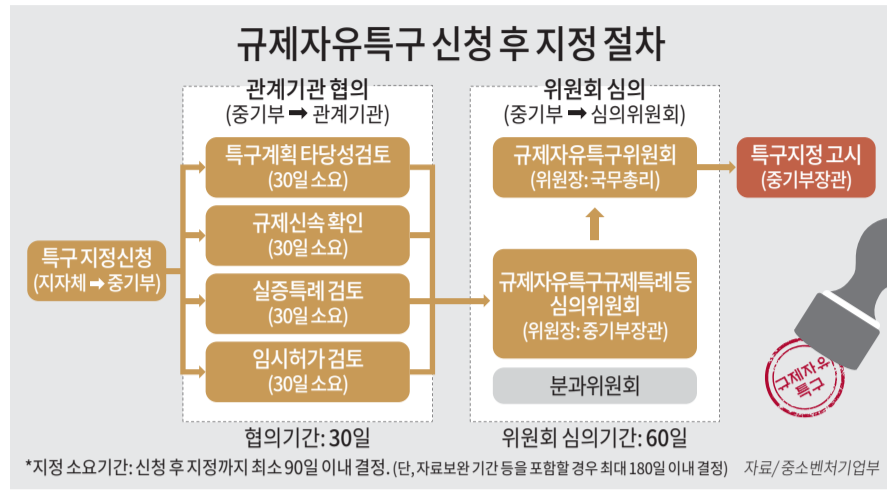 규제자유특구 신청 후 지정 절차
관계기관 협의
(중기부 ➡ 관계기관)
특구계획 타당성검토
(30일 소요)
규제신속 확인
(30일 소요)
특구 지정신청
(지자체 ➡ 중기부)
실증특례 검토
(30일 소요)
임시허가 검토
(30일 소요)
협의기간: 30일
위원회 심의
(중기부 ➡ 심의위원회)
규제자유특구위원회
(위원장: 국무총리)
규제자유특구규제특례 등
심의위원회
(위원장: 중기부장관)
분과위원회
위원회 심의기간: 60일
특구지정 고시
(중기부장관)
규제자유
특구
*지정 소요기간: 신청 후 지정까지 최소 90일 이내 결정. (단, 자료보완 기간 등을 포함할 경우 최대 180일 이내 결정)
자료/중소벤처기업부